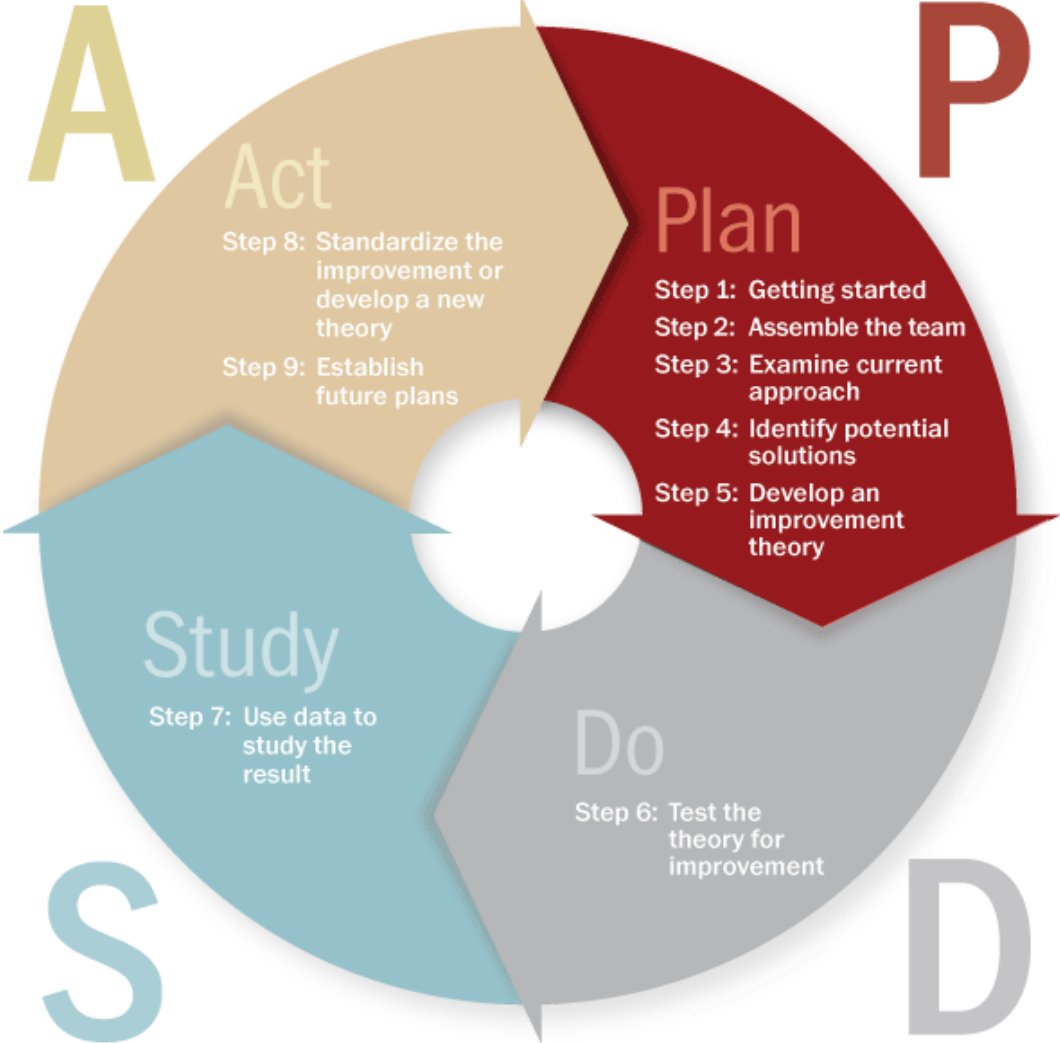 A
P
Act
Step 8: Standardize the
improvement or
develop a new
theory
Step 9: Establish
future plans
Plan
Step 1: Getting started
Step 2: Assemble the team
Step 3: Examine current
approach
Step 4: Identify potential
solutions
Step 5: Develop an
improvement
theory
Study
Step 7: Use data to
study the
result
Do
Step 6: Test the
theory for
improvement
S
D